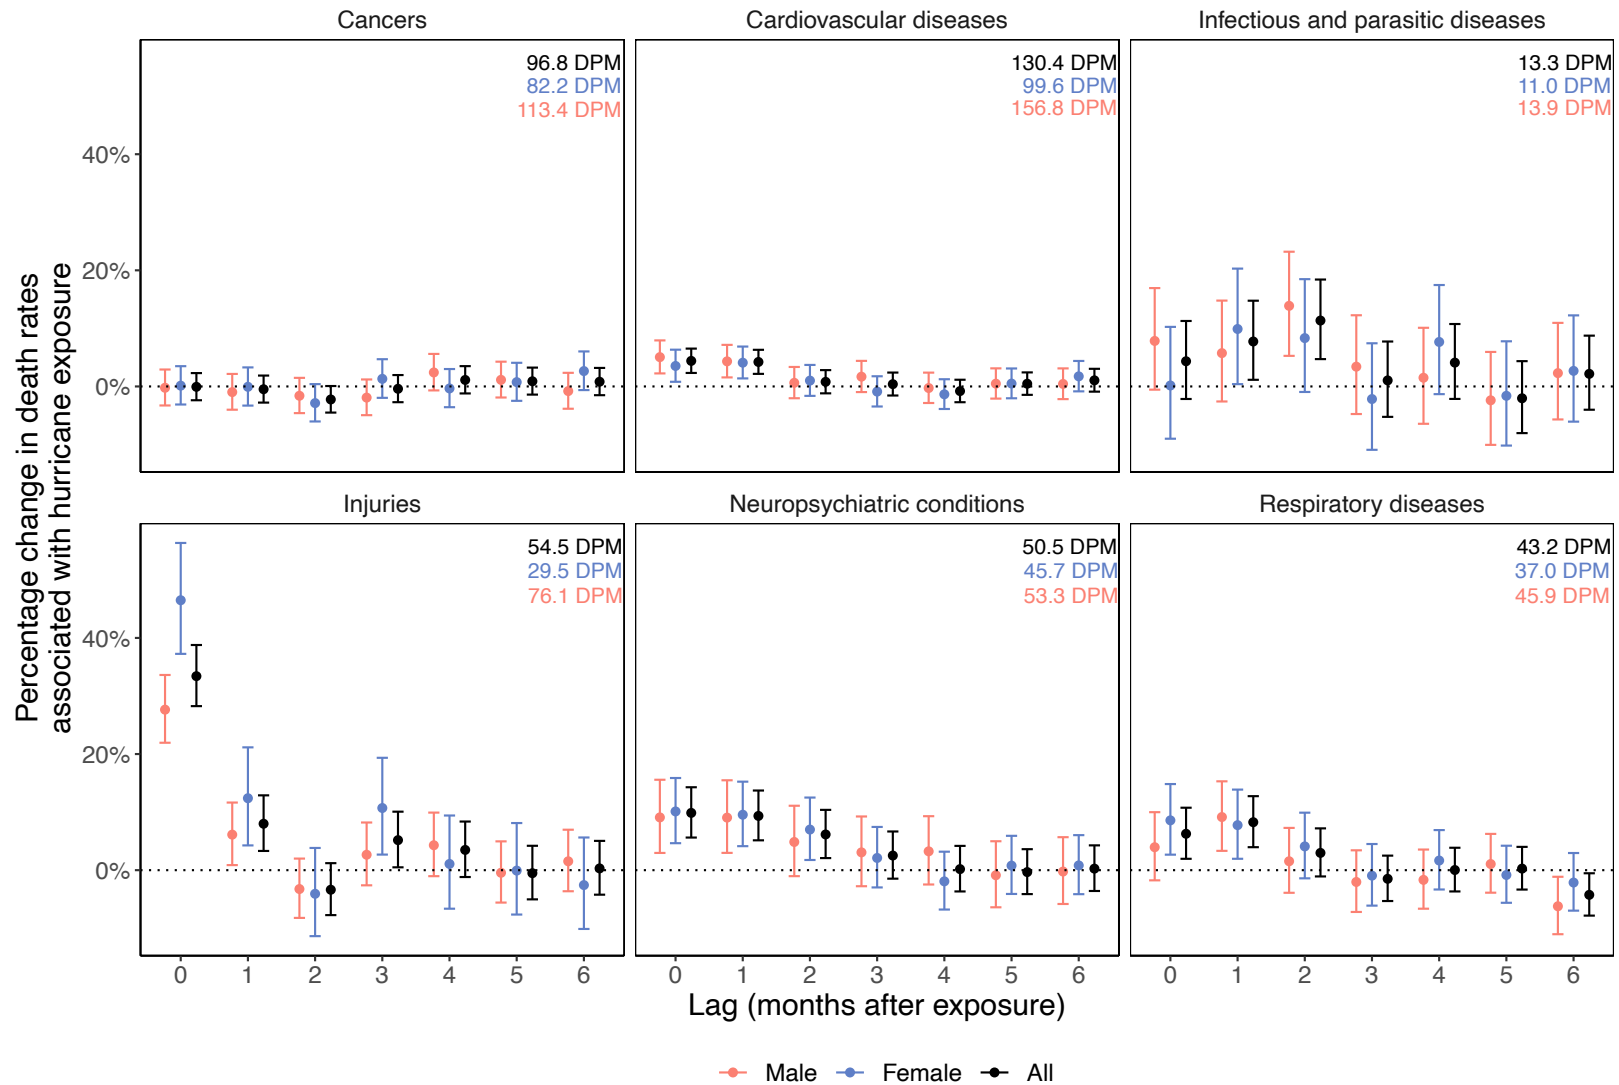 Cancers
Cardiovascular diseases
Infectious and parasitic diseases
96.8 DPM
82.2 DPM
113.4 DPM
130.4 DPM
99.6 DPM
156.8 DPM
13.3 DPM
11.0 DPM
13.9 DPM
40%
20%
0%
Percentage change in death rates
associated with hurricane exposure
Injuries
Neuropsychiatric conditions
Respiratory diseases
54.5 DPM
29.5 DPM
76.1 DPM
50.5 DPM
45.7 DPM
53.3 DPM
43.2 DPM
37.0 DPM
45.9 DPM
40%
20%
0%
0 1 2 3 4 5 6
0 1 2 3 4 5 6
0 1 2 3 4 5 6
Lag (months after exposure)
Male Female All